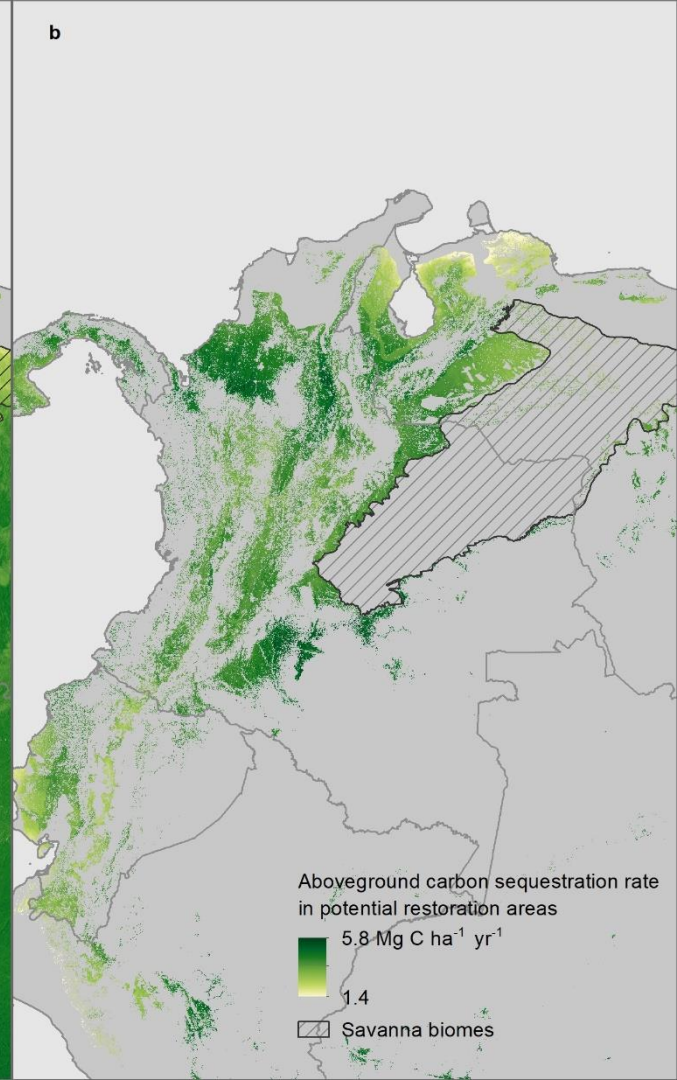 b
Aboveground carbon sequestration rate
in potential restoration areas
5.8 Mg C ha⁻¹ yr⁻¹
1.4
Savanna biomes